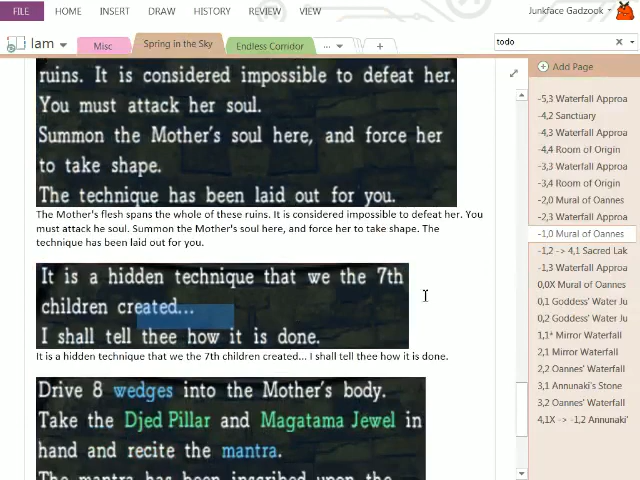 FILE HOME INSERT DRAW HISTORY REVIEW VIEW Junkface Gadzook
lam Misc Spring in the Sky Endless Corridor ... + todo
Add Page
ruins. It is considered impossible to defeat her.
You must attack her soul.
Summon the Mother's soul here, and force her
to take shape.
The technique has been laid out for you.
The Mother's flesh spans the whole of these ruins. It is considered impossible to defeat her. You
must attack he soul. Summon the Mother's soul here, and force her to take shape. The
technique has been laid out for you.
It is a hidden technique that we the 7th
children created...
I shall tell thee how it is done.
It is a hidden technique that we the 7th children created... I shall tell thee how it is done.
Drive 8 wedges into the Mother's body.
Take the Djed Pillar and Magatama Jewel in
hand and recite the mantra.
The mantra has been inscribed upon the
-5,3 Waterfall Approa
-4,2 Sanctuary
-4,3 Waterfall Approa
-4,4 Room of Origin
-3,3 Waterfall Approa
-3,4 Room of Origin
-2,0 Mural of Oannes
-2,3 Waterfall Approa
-1,0 Mural of Oannes
-1,2 -> 4,1 Sacred Lak
-1,3 Waterfall Approa
0,0X Mural of Oannes
0,1 Goddess' Water Ju
0,2 Goddess' Water Ju
1,1* Mirror Waterfall
2,1 Mirror Waterfall
2,2 Oannes' Waterfall
3,1 Annunaki's Stone
3,2 Oannes' Waterfall
4,1X -> -1,2 Annunaki'